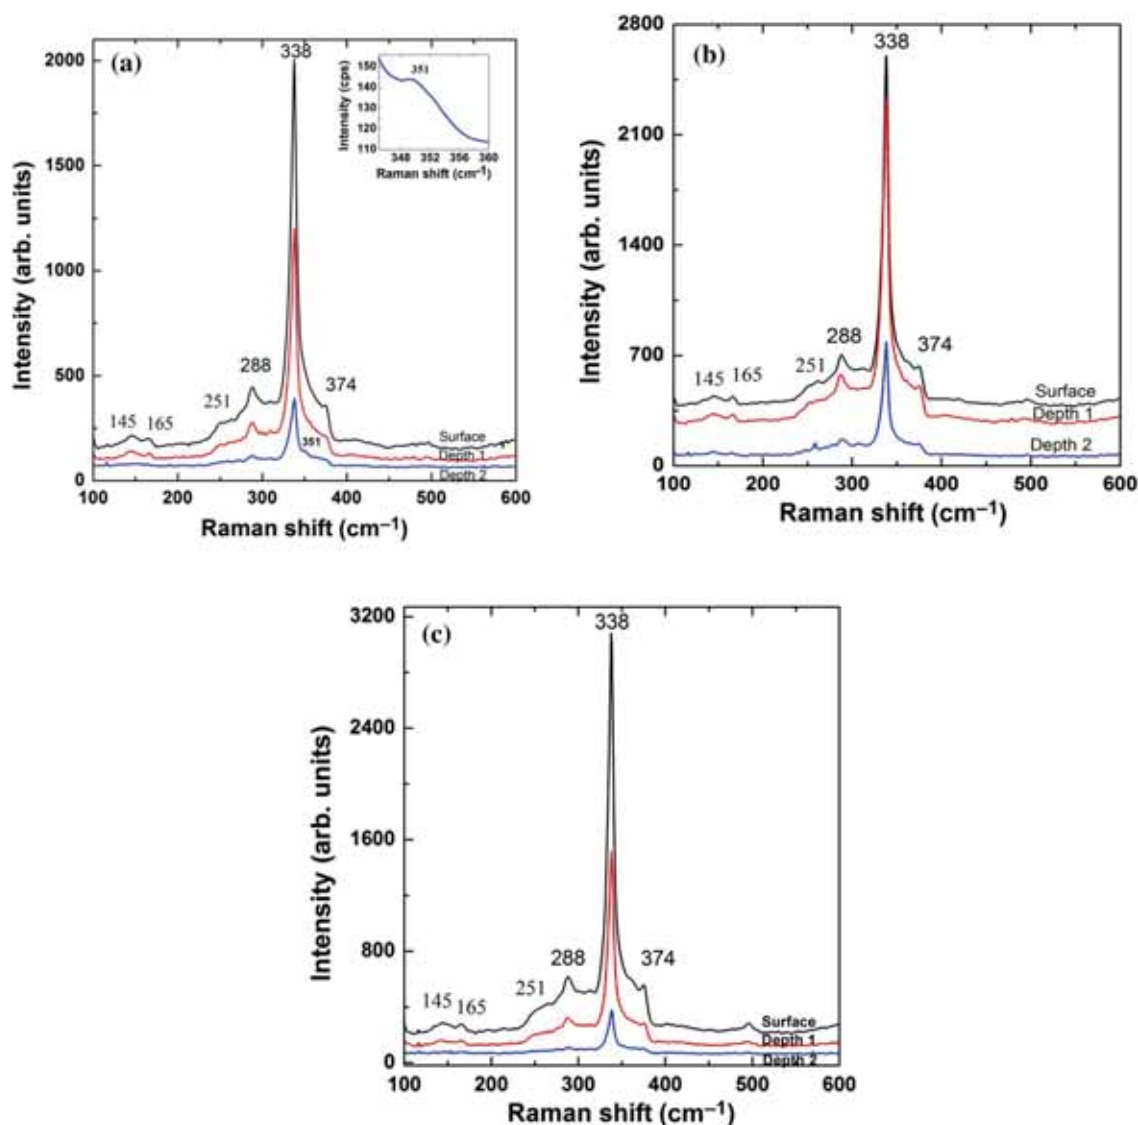 (a)
338
351
Intensity (cps)
150
140
130
120
110
348 352 356 360
Raman shift (cm⁻¹)
2000
1500
1000
500
0
Intensity (arb. units)
145 165 251 288 374
351
Surface
Depth 1
Depth 2
100 200 300 400 500 600
Raman shift (cm⁻¹)
(b)
338
2800
2100
1400
700
0
Intensity (arb. units)
145 165 251 288 374
Surface
Depth 1
Depth 2
100 200 300 400 500 600
Raman shift (cm⁻¹)
(c)
338
3200
2400
1600
800
0
Intensity (arb. units)
145 165 251 288 374
Surface
Depth 1
Depth 2
100 200 300 400 500 600
Raman shift (cm⁻¹)